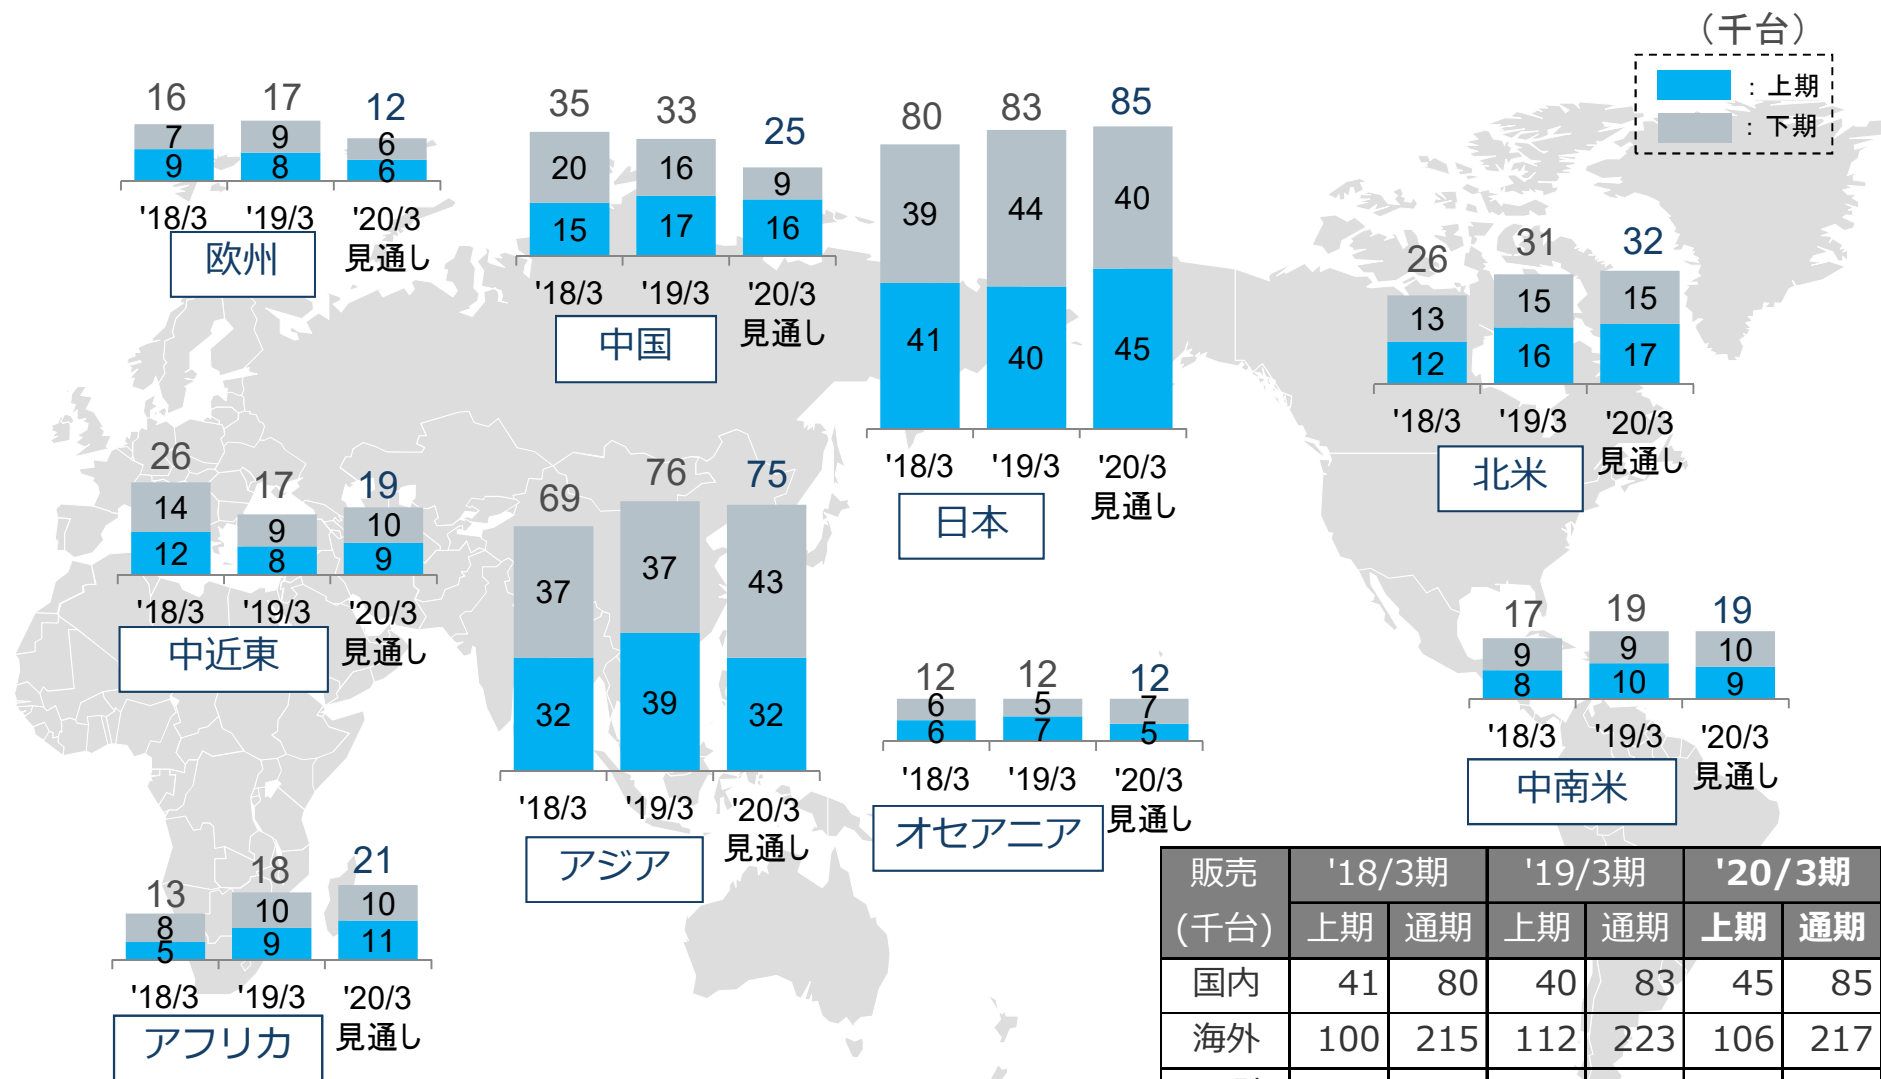 (千台)
: 上期
: 下期
16 17 12
7 9 6
9 8 6
'18/3 '19/3 '20/3
見通し
欧州
35 33 25
20 16 9
15 17 16
'18/3 '19/3 '20/3
見通し
中国
80 83 85
39 44 40
41 40 45
'18/3 '19/3 '20/3
見通し
日本
26 31 32
13 15 15
12 16 17
'18/3 '19/3 '20/3
見通し
北米
26 17 19
14 9 10
12 8 9
'18/3 '19/3 '20/3
見通し
中近東
69 76 75
37 37 43
32 39 32
'18/3 '19/3 '20/3
見通し
アジア
12 12 12
6 5 7
6 7 5
'18/3 '19/3 '20/3
見通し
オセアニア
17 19 19
9 9 10
8 10 9
'18/3 '19/3 '20/3
見通し
中南米
13 18 21
8 10 10
5 9 11
'18/3 '19/3 '20/3
見通し
アフリカ
販売 '18/3期 '19/3期 '20/3期
(千台) 上期 通期 上期 通期 上期 通期
国内 41 80 40 83 45 85
海外 100 215 112 223 106 217